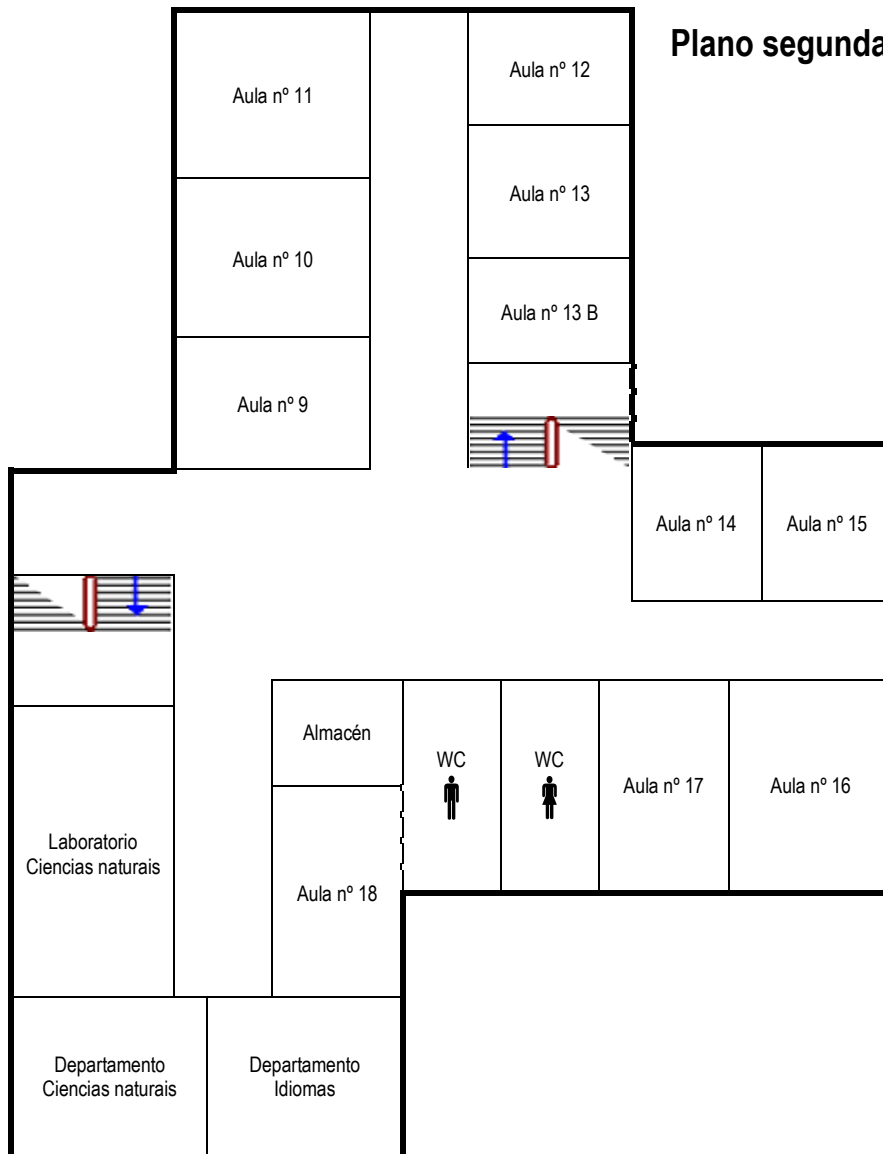 Plano segunda
Aula nº 11
Aula nº 12
Aula nº 13
Aula nº 10
Aula nº 13 B
Aula nº 9
Aula nº 14
Aula nº 15
Almacén
WC
WC
Aula nº 17
Aula nº 16
Laboratorio
Ciencias naturais
Aula nº 18
Departamento
Ciencias naturais
Departamento
Idiomas